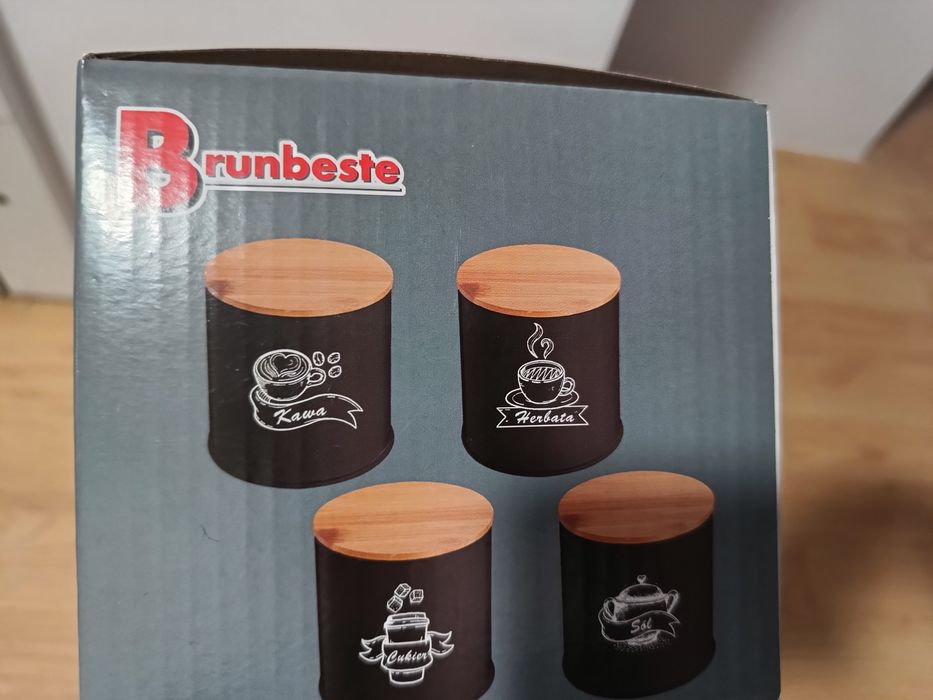 Brunbeste
Kawa
Herbata
Cukier
Sól